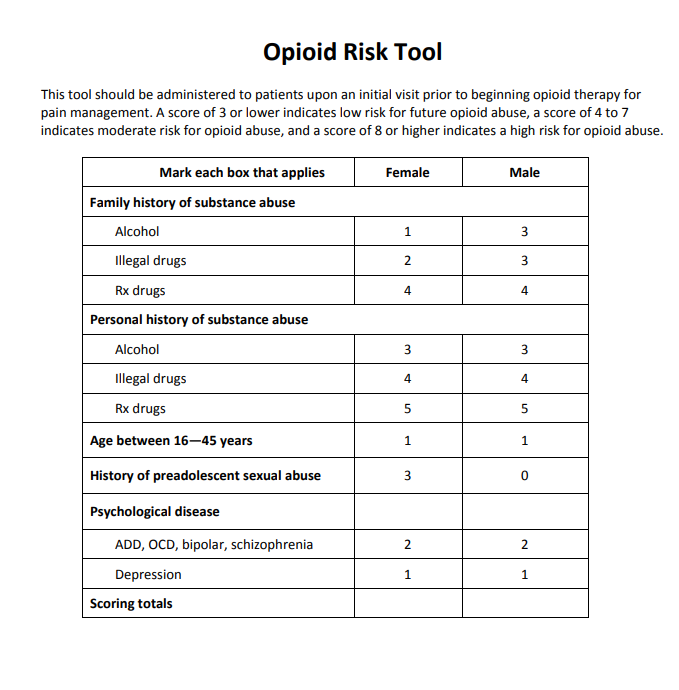 Opioid Risk Tool
This tool should be administered to patients upon an initial visit prior to beginning opioid therapy for
pain management. A score of 3 or lower indicates low risk for future opioid abuse, a score of 4 to 7
indicates moderate risk for opioid abuse, and a score of 8 or higher indicates a high risk for opioid abuse.
Mark each box that applies Female Male
Family history of substance abuse
Alcohol 1 3
Illegal drugs 2 3
Rx drugs 4 4
Personal history of substance abuse
Alcohol 3 3
Illegal drugs 4 4
Rx drugs 5 5
Age between 16—45 years 1 1
History of preadolescent sexual abuse 3 0
Psychological disease
ADD, OCD, bipolar, schizophrenia 2 2
Depression 1 1
Scoring totals